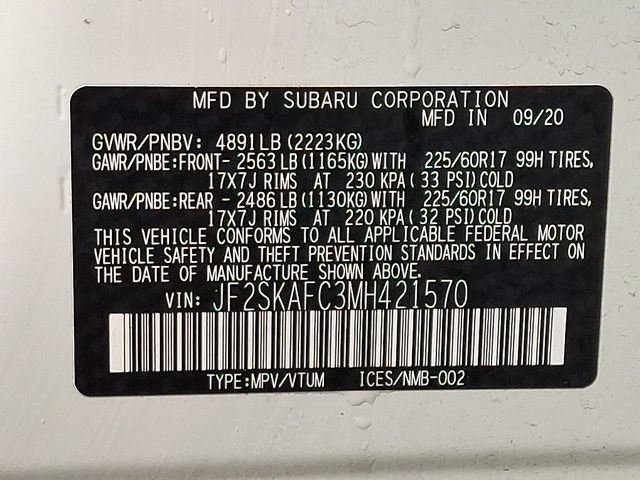 MFD BY SUBARU CORPORATION
MFD IN 09/20
GVWR/PNBV: 4891LB(2223KG)
GAWR/PNBE:FRONT- 2563LB(1165KG)WITH 225/60R17 99H TIRES,
17X7J RIMS AT 230 KPA(33 PSI)COLD
GAWR/PNBE:REAR - 2486LB(1130KG)WITH 225/60R17 99H TIRES,
17X7J RIMS AT 220 KPA(32 PSI)COLD
THIS VEHICLE CONFORMS TO ALL APPLICABLE FEDERAL MOTOR
VEHICLE SAFETY AND THEFT PREVENTION STANDARDS IN EFFECT ON
THE DATE OF MANUFACTURE SHOWN ABOVE.
VIN: JF2SKAFC3MH421570
TYPE:MPV/VTUM ICES/NMB-002